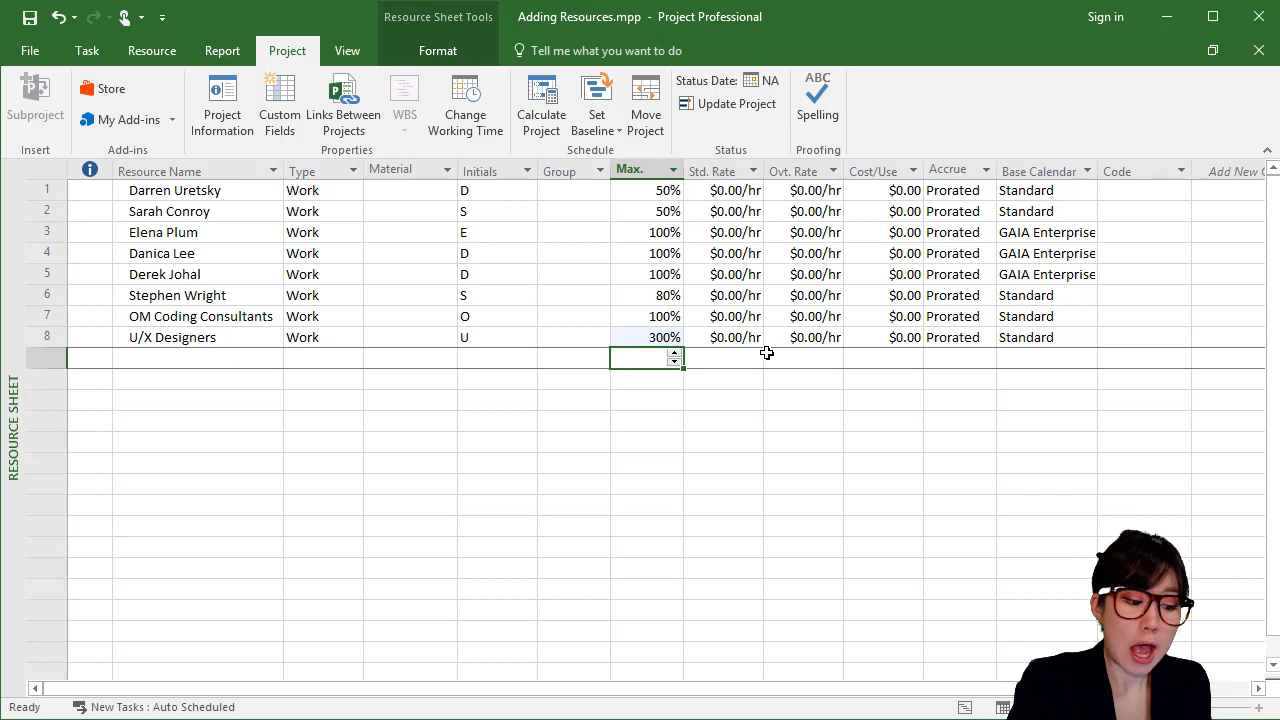 Resource Sheet Tools
Adding Resources.mpp - Project Professional
Sign in
File Task Resource Report Project View Format Tell me what you want to do
Subproject
Insert
Store
My Add-ins
Add-ins
Project Information
Custom Fields
Links Between Projects
WBS
Change Working Time
Properties
Calculate Project
Set Baseline
Move Project
Schedule
Status Date: NA
Update Project
Status
ABC
Spelling
Proofing
Resource Name Type Material Initials Group Max. Std. Rate Ovt. Rate Cost/Use Accrue Base Calendar Code Add New C
1 Darren Uretsky Work D 50% $0.00/hr $0.00/hr $0.00 Prorated Standard
2 Sarah Conroy Work S 50% $0.00/hr $0.00/hr $0.00 Prorated Standard
3 Elena Plum Work E 100% $0.00/hr $0.00/hr $0.00 Prorated GAIA Enterprise
4 Danica Lee Work D 100% $0.00/hr $0.00/hr $0.00 Prorated GAIA Enterprise
5 Derek Johal Work D 100% $0.00/hr $0.00/hr $0.00 Prorated GAIA Enterprise
6 Stephen Wright Work S 80% $0.00/hr $0.00/hr $0.00 Prorated Standard
7 OM Coding Consultants Work O 100% $0.00/hr $0.00/hr $0.00 Prorated Standard
8 U/X Designers Work U 300% $0.00/hr $0.00/hr $0.00 Prorated Standard
RESOURCE SHEET
Ready New Tasks : Auto Scheduled